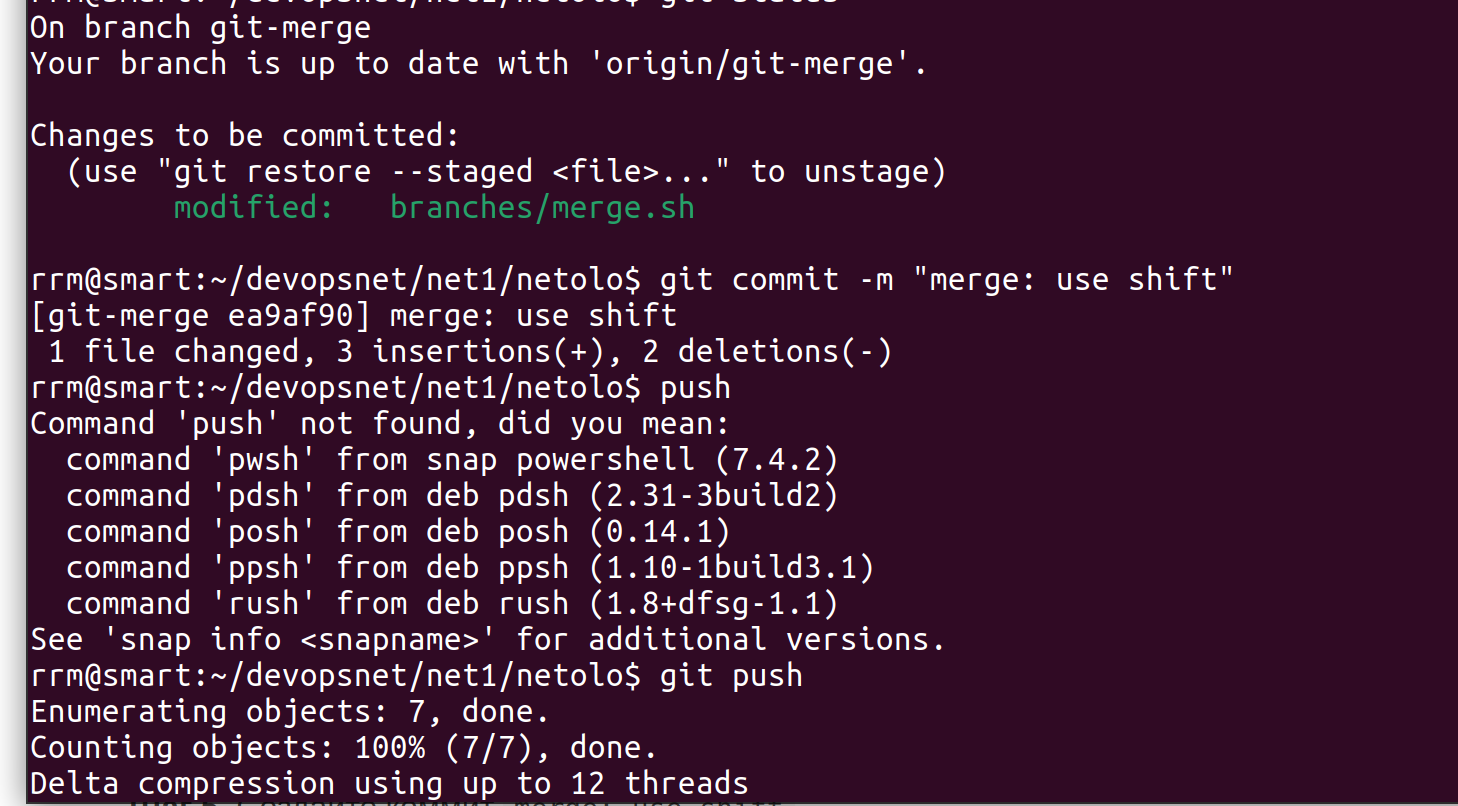 rrm@smart:~/devopsnet/net1/netolo$ git status
On branch git-merge
Your branch is up to date with 'origin/git-merge'.
Changes to be committed:
  (use "git restore --staged <file>..." to unstage)
        modified:   branches/merge.sh
rrm@smart:~/devopsnet/net1/netolo$ git commit -m "merge: use shift"
[git-merge ea9af90] merge: use shift
 1 file changed, 3 insertions(+), 2 deletions(-)
rrm@smart:~/devopsnet/net1/netolo$ push
Command 'push' not found, did you mean:
  command 'pwsh' from snap powershell (7.4.2)
  command 'pdsh' from deb pdsh (2.31-3build2)
  command 'posh' from deb posh (0.14.1)
  command 'ppsh' from deb ppsh (1.10-1build3.1)
  command 'rush' from deb rush (1.8+dfsg-1.1)
See 'snap info <snapname>' for additional versions.
rrm@smart:~/devopsnet/net1/netolo$ git push
Enumerating objects: 7, done.
Counting objects: 100% (7/7), done.
Delta compression using up to 12 threads